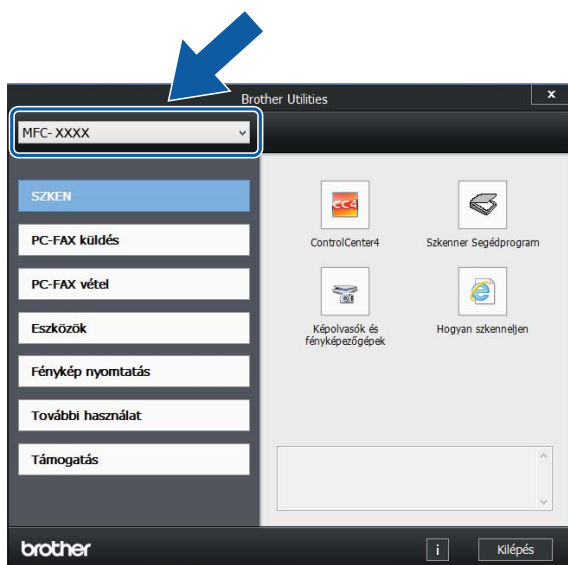 Brother Utilities
x
MFC- XXXX
SZKEN
PC-FAX küldés
PC-FAX vétel
Eszközök
Fénykép nyomtatás
További használat
Támogatás
CC4
ControlCenter4
Szkenner Segédprogram
Képolvasók és
fényképezőgépek
Hogyan szkenneljen
brother
i
Kilépés